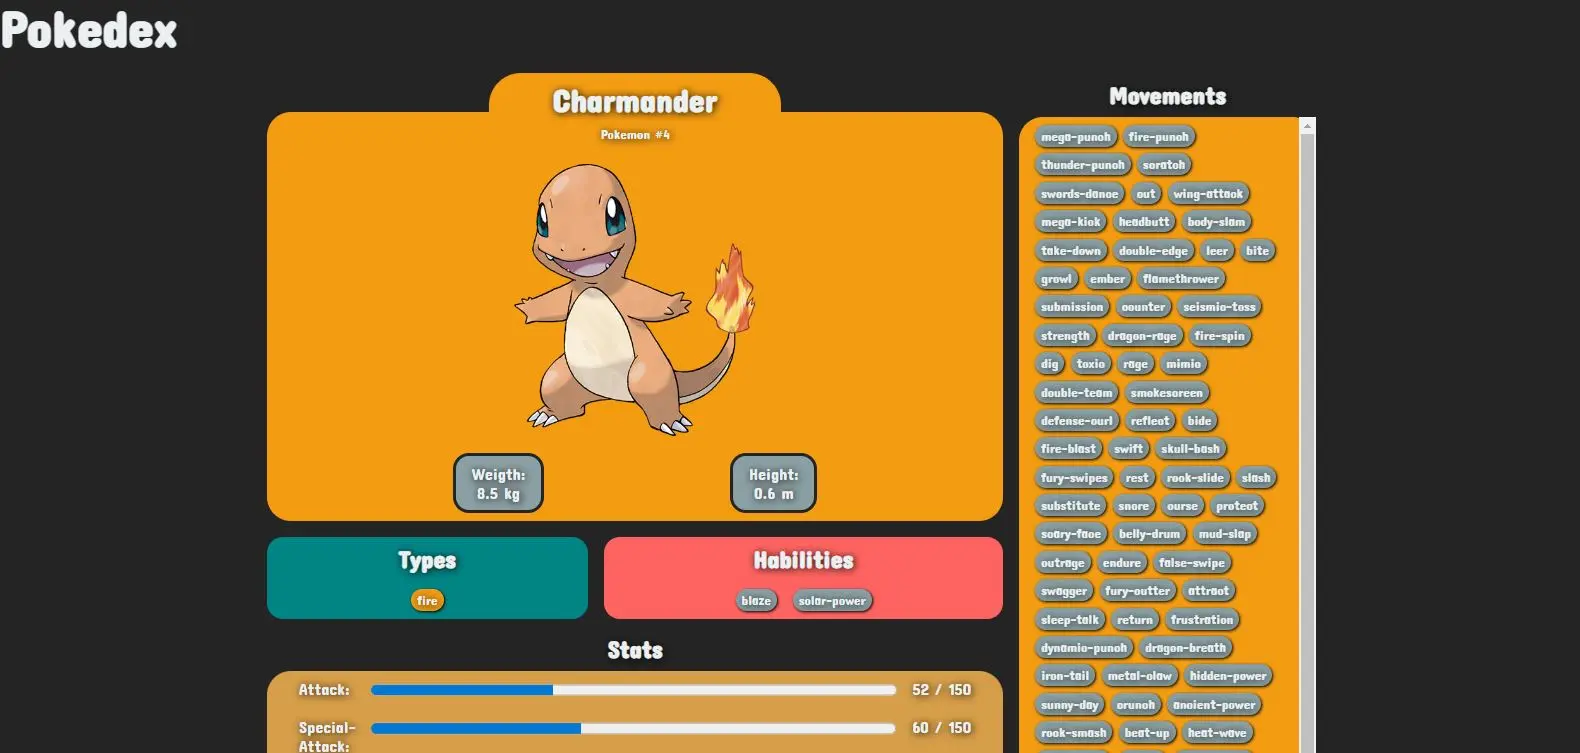 Pokedex
Charmander
Pokemon #4
Weigth:
8.5 kg
Height:
0.6 m
Types
fire
Habilities
blaze solar-power
Stats
Attack: 52 / 150
Special-
Attack: 60 / 150
Movements
mega-punch fire-punch
thunder-punch scratch
swords-dance cut wing-attack
mega-kick headbutt body-slam
take-down double-edge leer bite
growl ember flamethrower
submission counter seismic-toss
strength dragon-rage fire-spin
dig toxic rage mimic
double-team smokescreen
defense-curl reflect bide
fire-blast swift skull-bash
fury-swipes rest rock-slide slash
substitute snore curse protect
scary-face belly-drum mud-slap
outrage endure false-swipe
swagger fury-cutter attract
sleep-talk return frustration
dynamic-punch dragon-breath
iron-tail metal-claw hidden-power
sunny-day crunch ancient-power
rock-smash beat-up heat-wave